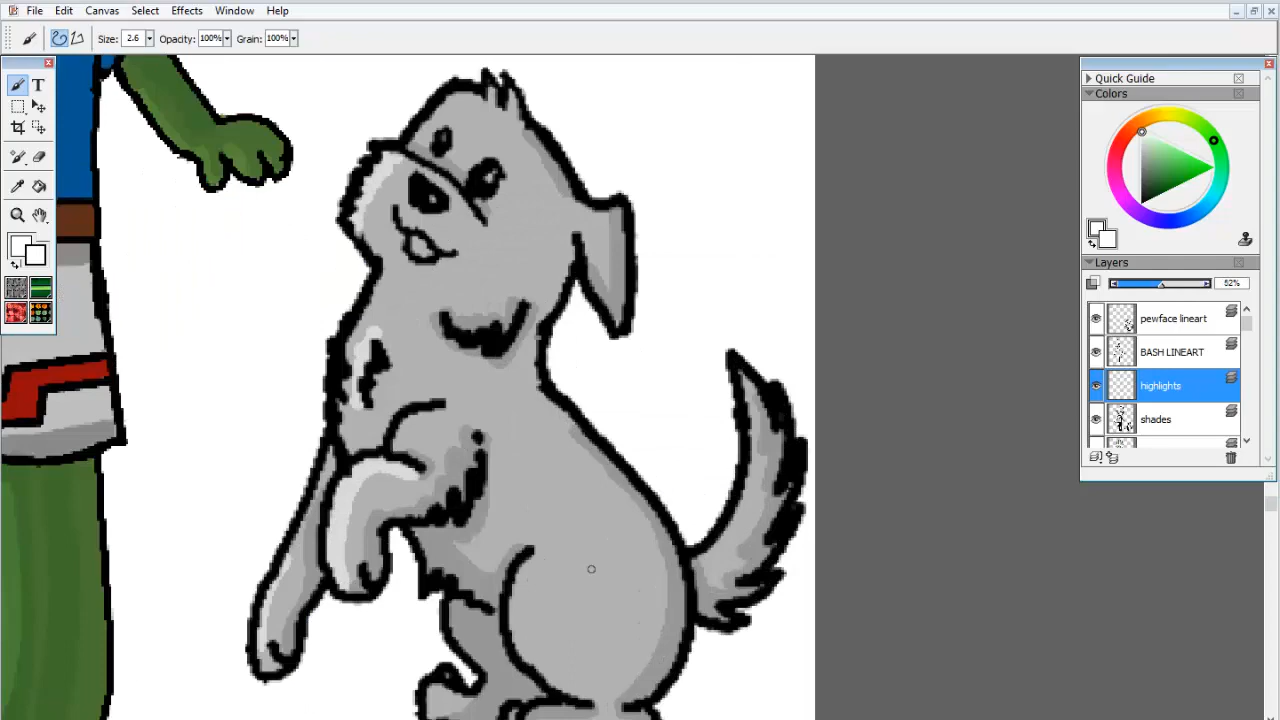 File Edit Canvas Select Effects Window Help
Size: 2.6 Opacity: 100% Grain: 100%
Quick Guide
Colors
Layers
62%
pewface lineart
BASH LINEART
highlights
shades